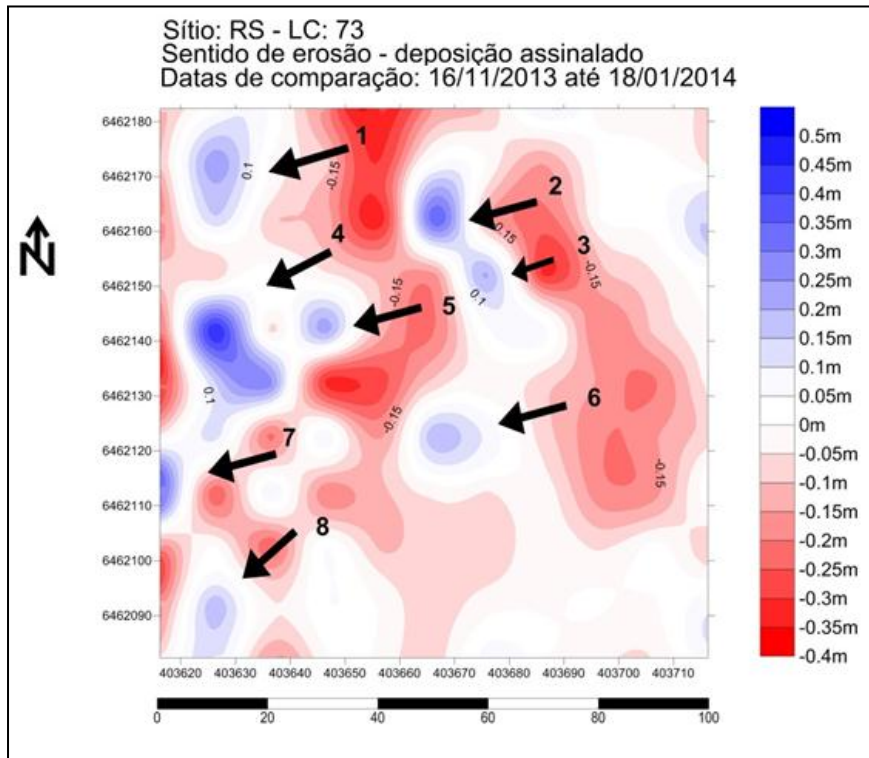 Sítio: RS - LC: 73
Sentido de erosão - deposição assinalado
Datas de comparação: 16/11/2013 até 18/01/2014
N
6462180
6462170
6462160
6462150
6462140
6462130
6462120
6462110
6462100
6462090
1
2
3
4
5
6
7
8
0.1
-0.15
-0.15
-0.15
-0.15
0.1
0.1
-0.15
-0.15
0.5m
0.45m
0.4m
0.35m
0.3m
0.25m
0.2m
0.15m
0.1m
0.05m
0m
-0.05m
-0.1m
-0.15m
-0.2m
-0.25m
-0.3m
-0.35m
-0.4m
403620 403630 403640 403650 403660 403670 403680 403690 403700 403710
0 20 40 60 80 100